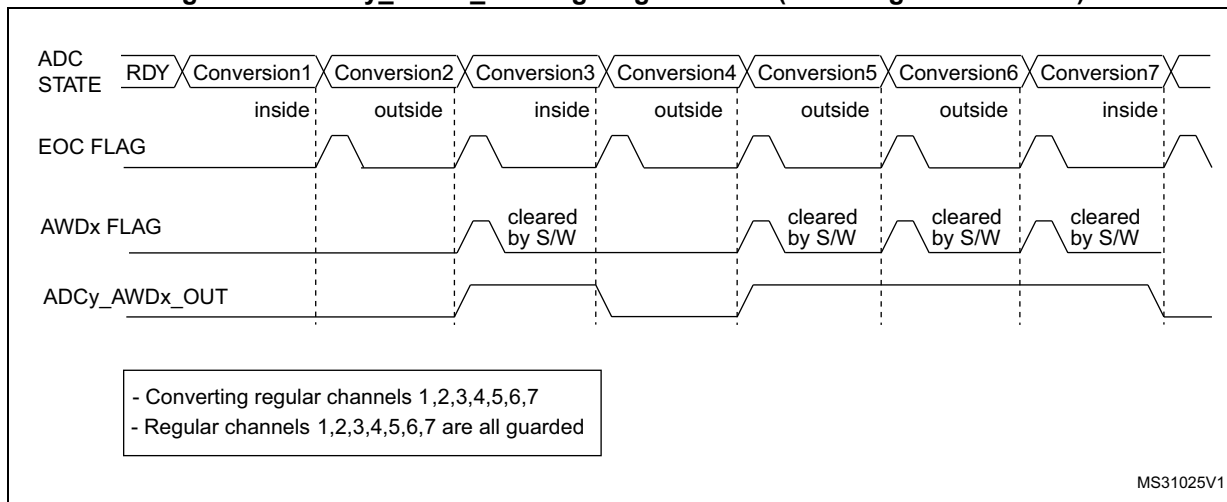 ADC
STATE
RDY Conversion1 Conversion2 Conversion3 Conversion4 Conversion5 Conversion6 Conversion7
inside outside inside outside outside outside inside
EOC FLAG
AWDx FLAG
cleared by S/W
cleared by S/W
cleared by S/W
cleared by S/W
ADCy_AWDx_OUT
- Converting regular channels 1,2,3,4,5,6,7
- Regular channels 1,2,3,4,5,6,7 are all guarded
MS31025V1